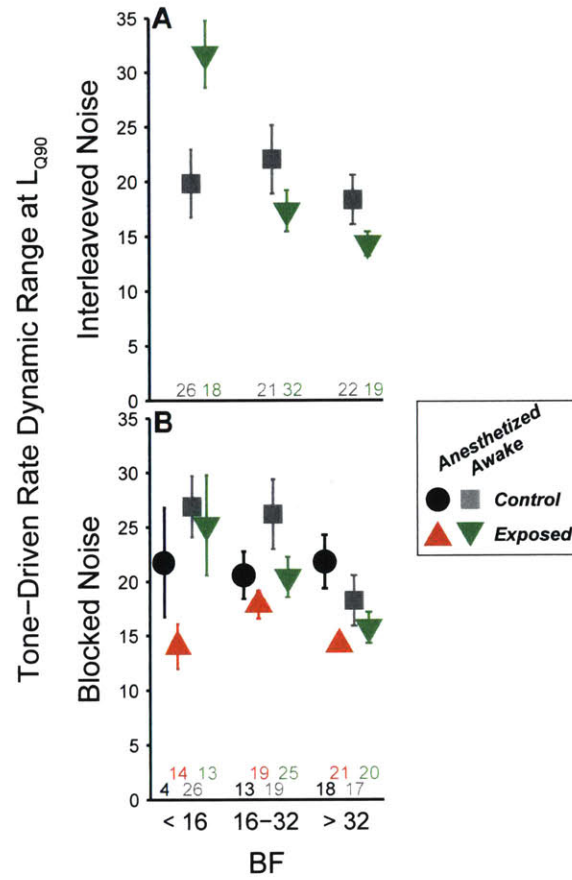 Tone-Driven Rate Dynamic Range at LQ90
Interleaveved Noise
A
35
30
25
20
15
10
5
0
26 18 21 32 22 19
Blocked Noise
B
35
30
25
20
15
10
5
0
14 13 19 25 21 20
4 26 13 19 18 17
< 16 16-32 > 32
BF
Anesthetized
Awake
Control
Exposed